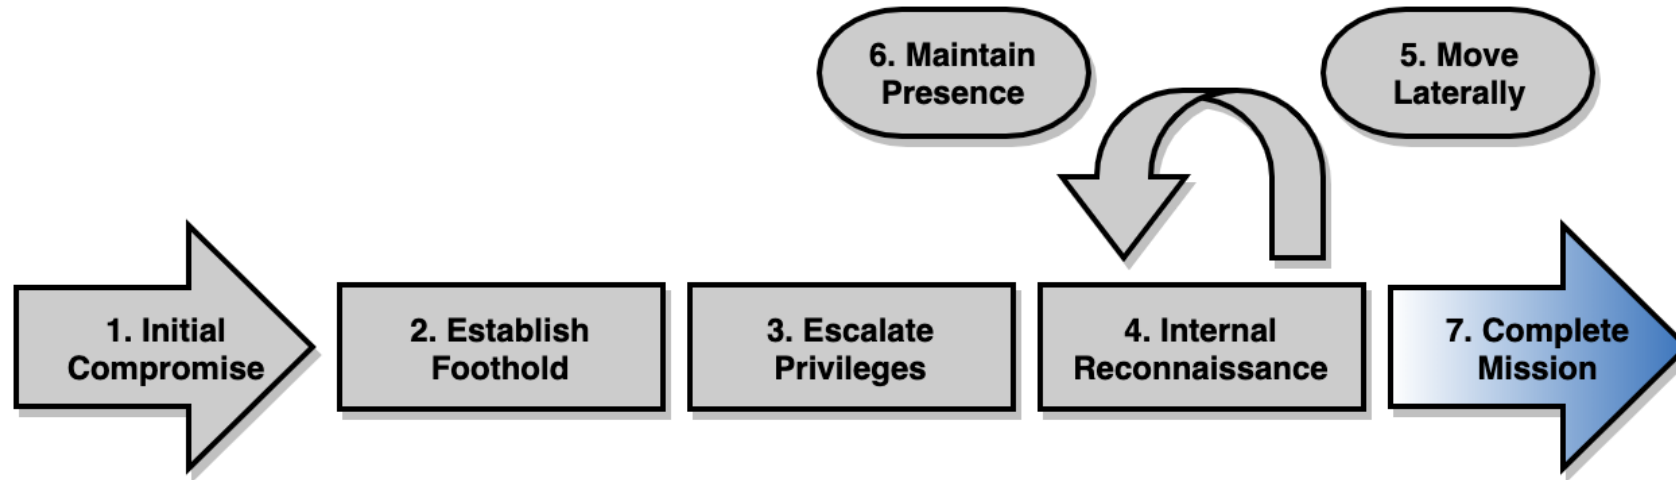 6. Maintain
Presence
5. Move
Laterally
1. Initial
Compromise
2. Establish
Foothold
3. Escalate
Privileges
4. Internal
Reconnaissance
7. Complete
Mission